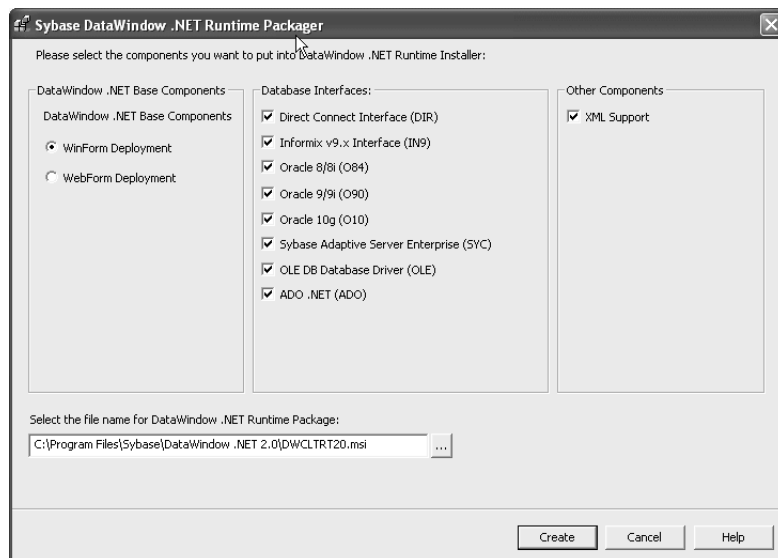 Sybase DataWindow .NET Runtime Packager
Please select the components you want to put into DataWindow .NET Runtime Installer:
DataWindow .NET Base Components
DataWindow .NET Base Components
WinForm Deployment
WebForm Deployment
Database Interfaces:
Direct Connect Interface (DIR)
Informix v9.x Interface (IN9)
Oracle 8/8i (O84)
Oracle 9/9i (O90)
Oracle 10g (O10)
Sybase Adaptive Server Enterprise (SYC)
OLE DB Database Driver (OLE)
ADO .NET (ADO)
Other Components
XML Support
Select the file name for DataWindow .NET Runtime Package:
C:\Program Files\Sybase\DataWindow .NET 2.0\DWCLTRT20.msi
...
Create
Cancel
Help